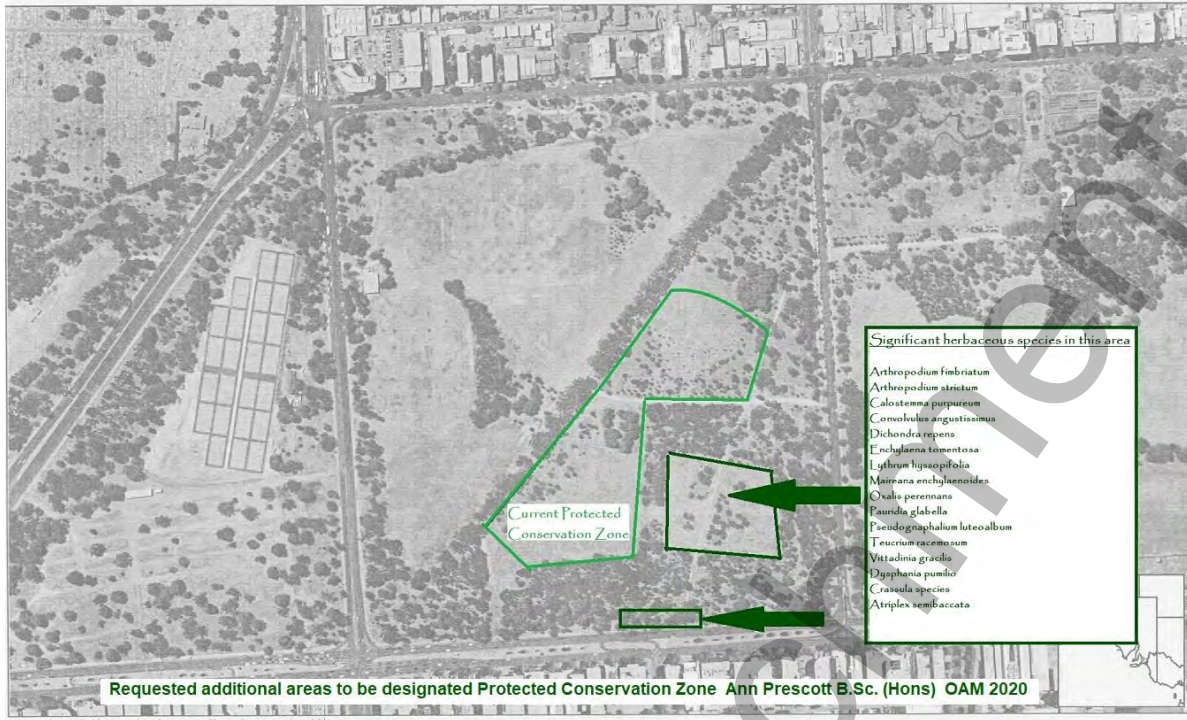 Significant herbaceous species in this area
Arthropodium fimbriatum
Arthropodium strictum
Calostemma purpureum
Convolvulus angustissimus
Dichondra repens
Enchylaena tomentosa
Lythrum hyssopifolia
Maireana enchylaenoides
Oxalis perennans
Pauridia glabella
Pseudognaphalium luteoalbum
Teucrium racemosum
Vittadinia gracilis
Dysphania pumilio
Crassula species
Atriplex semibaccata
Current Protected
Conservation Zone
Requested additional areas to be designated Protected Conservation Zone Ann Prescott B.Sc. (Hons) OAM 2020